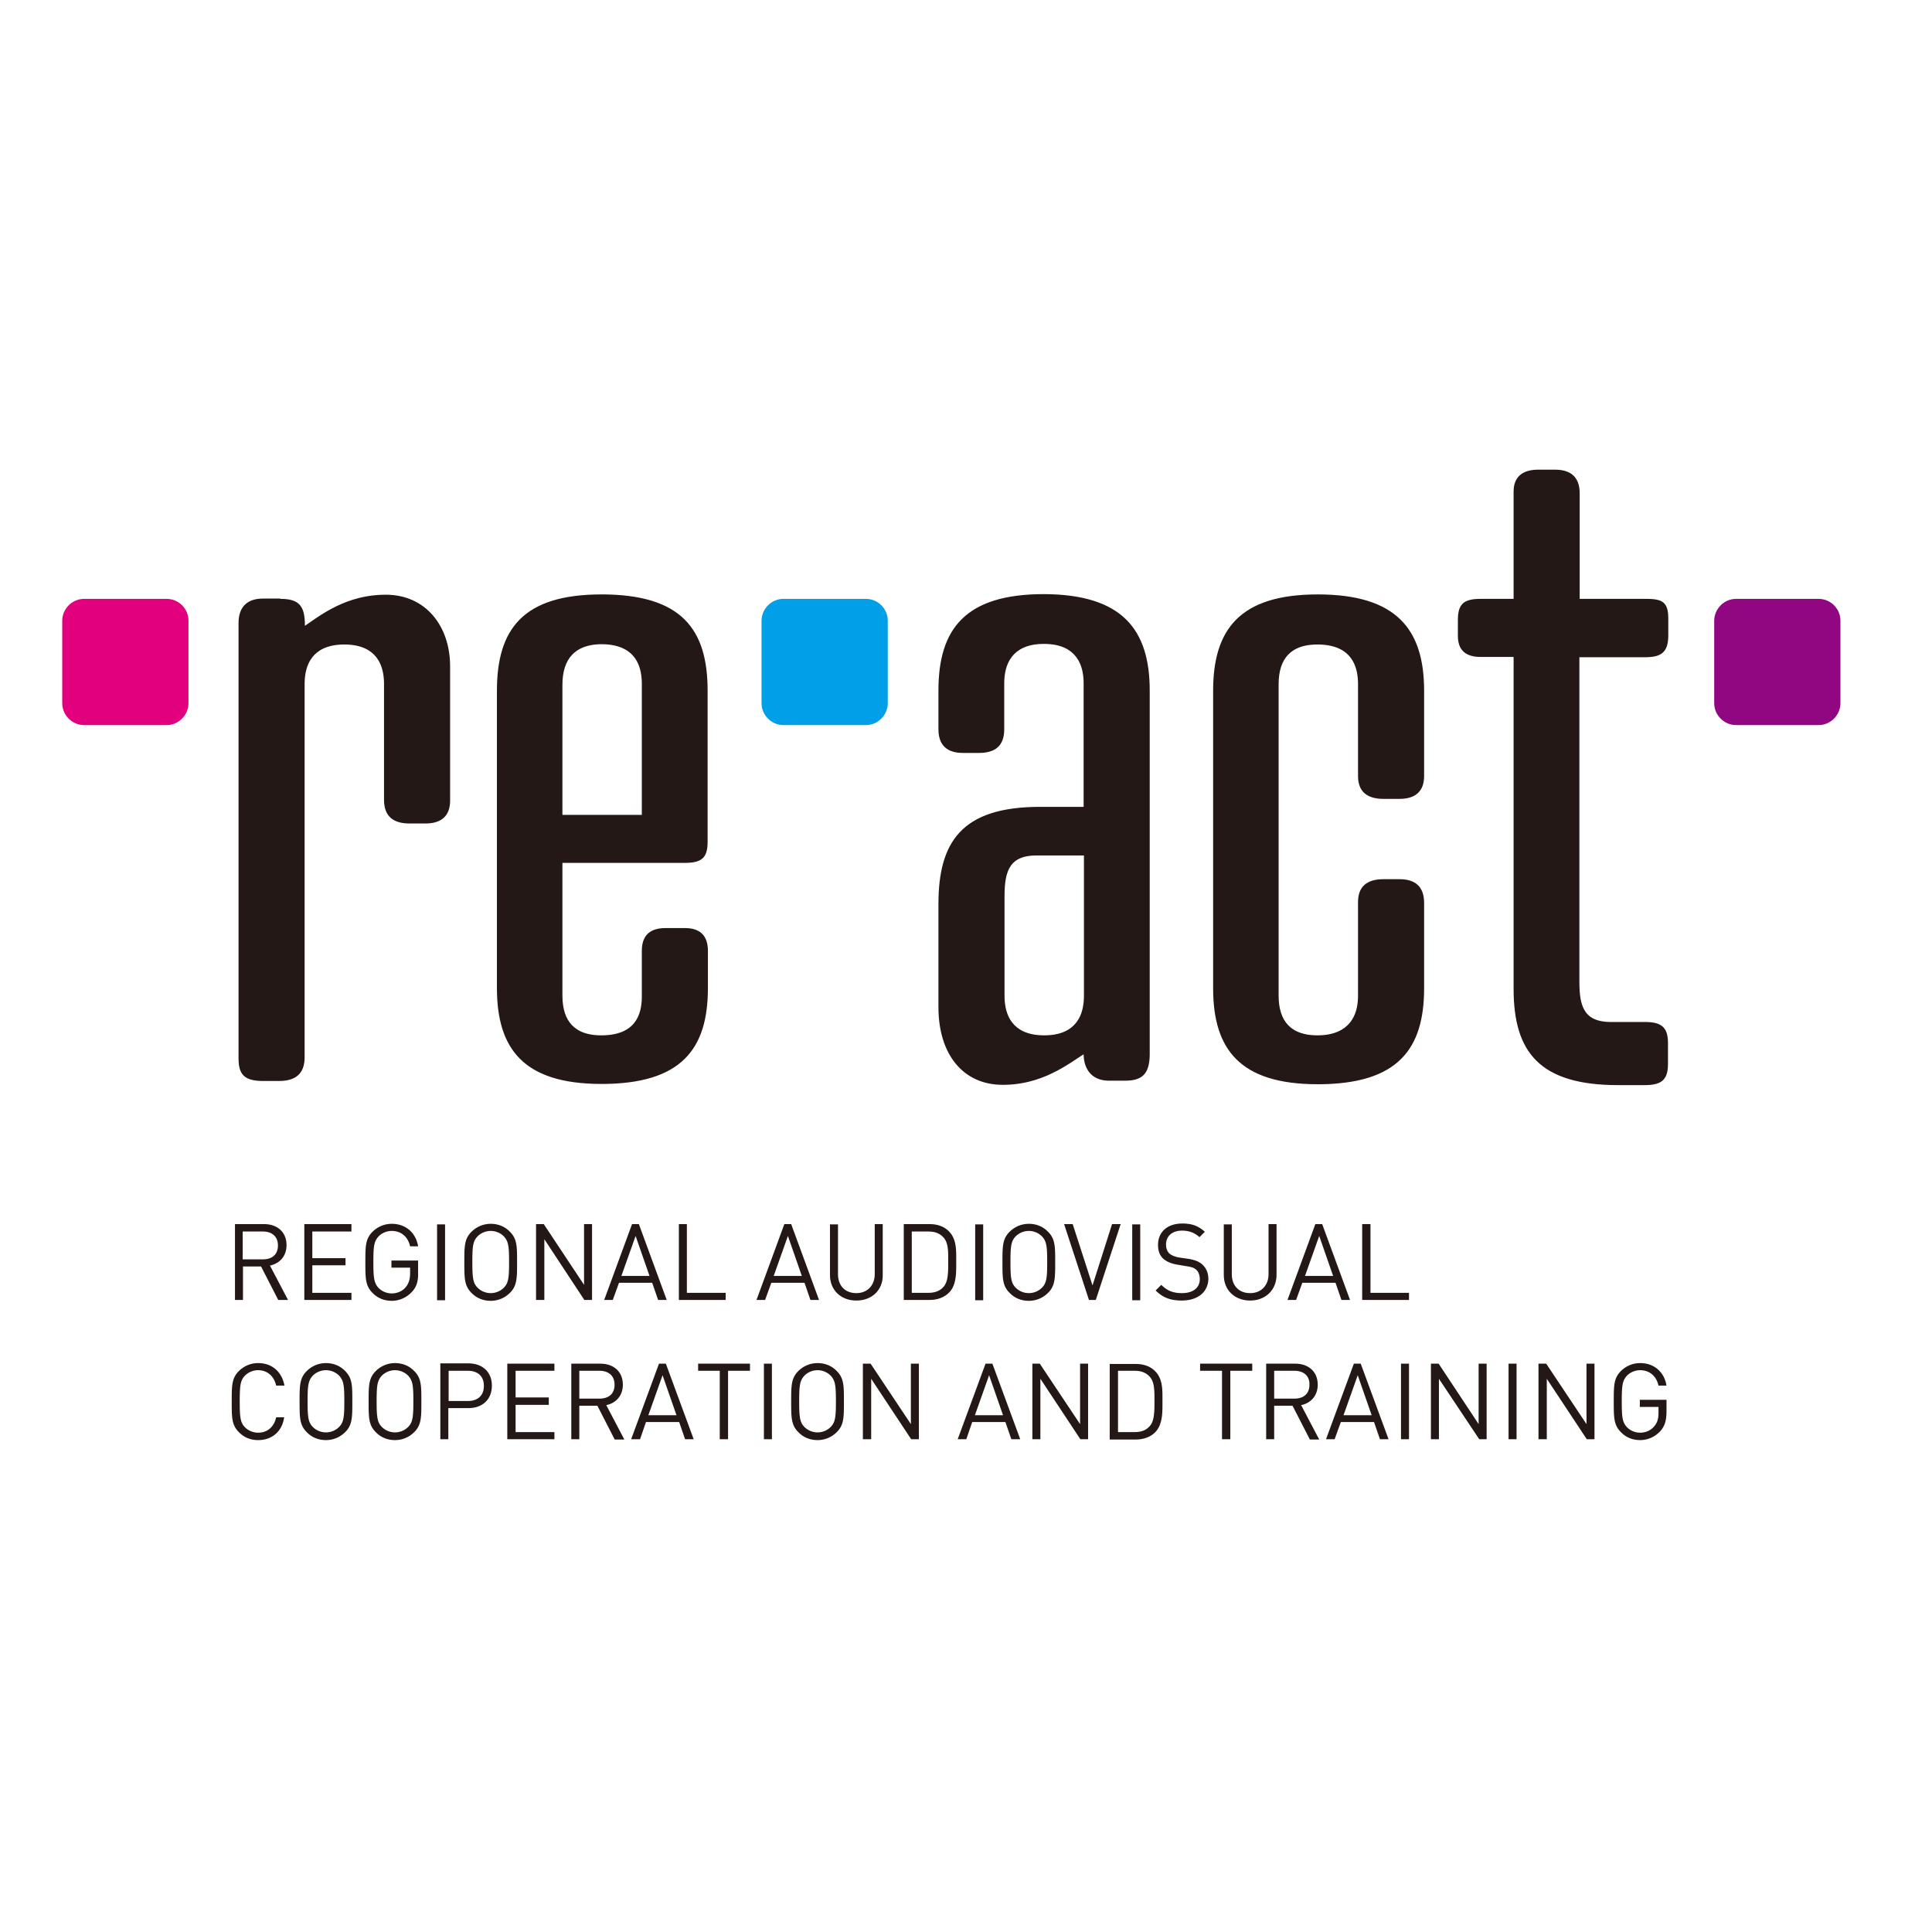 re act
REGIONAL AUDIOVISUAL
COOPERATION AND TRAINING